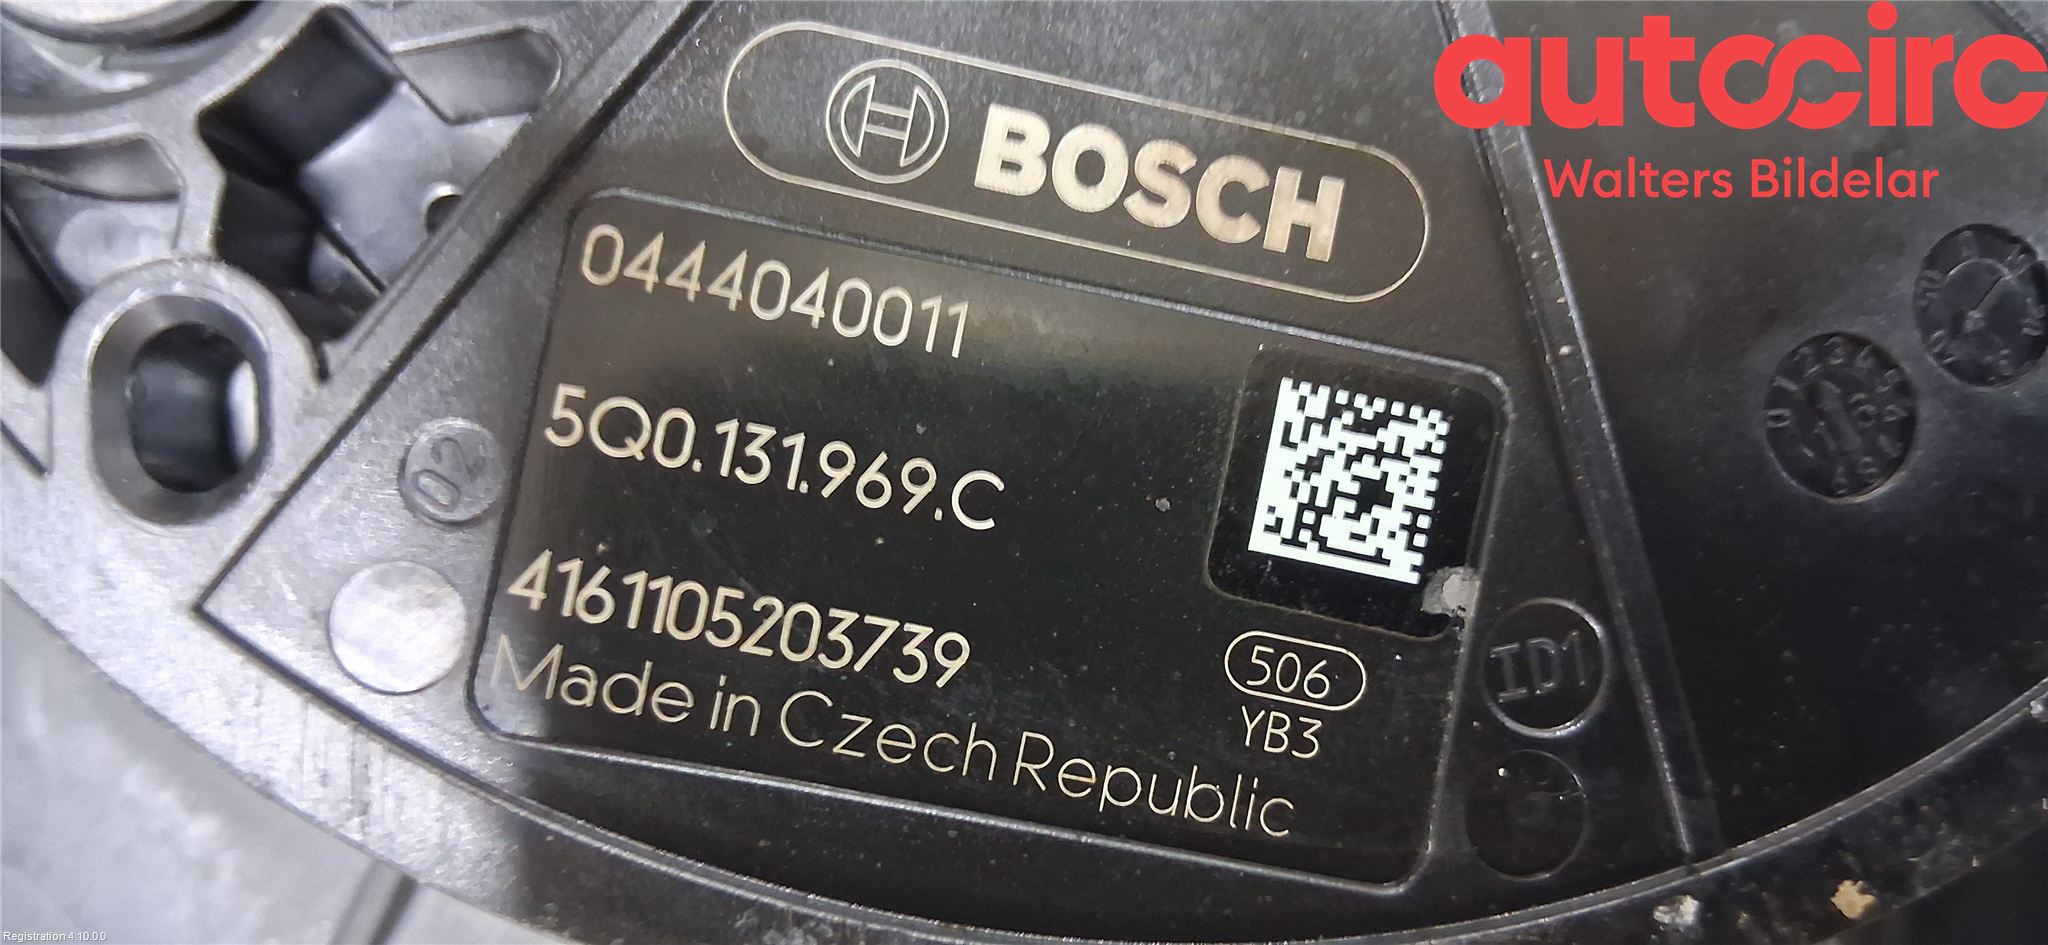 autocirc
Walters Bildelar
BOSCH
0444040011
5Q0.131.969.C
02
4161105203739
506
YB3
ID1
Made in Czech Republic
Registration 4.10.0.0